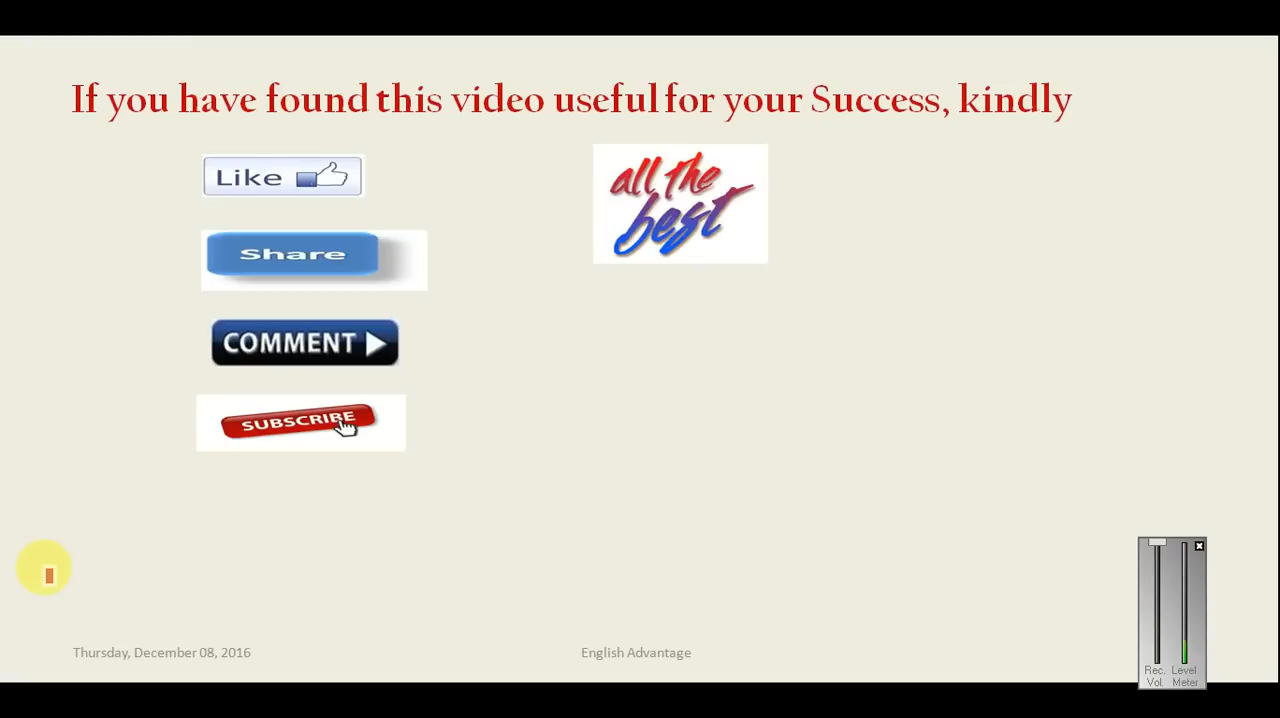 If you have found this video useful for your Success, kindly
Like
Share
COMMENT
SUBSCRIBE
all the
best
Thursday, December 08, 2016
English Advantage
Rec. Level
Vol. Meter